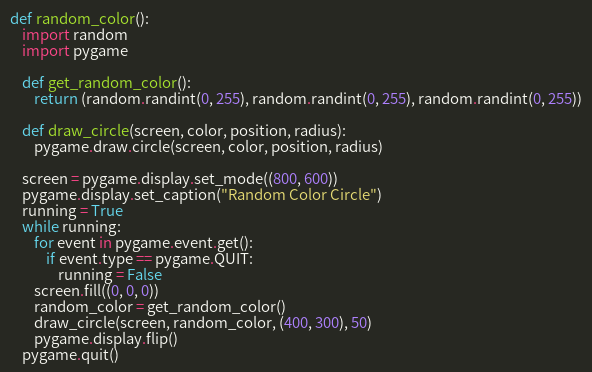 def random_color():
    import random
    import pygame

    def get_random_color():
        return (random.randint(0, 255), random.randint(0, 255), random.randint(0, 255))

    def draw_circle(screen, color, position, radius):
        pygame.draw.circle(screen, color, position, radius)

    screen = pygame.display.set_mode((800, 600))
    pygame.display.set_caption("Random Color Circle")
    running = True
    while running:
        for event in pygame.event.get():
            if event.type == pygame.QUIT:
                running = False
        screen.fill((0, 0, 0))
        random_color = get_random_color()
        draw_circle(screen, random_color, (400, 300), 50)
        pygame.display.flip()
    pygame.quit()